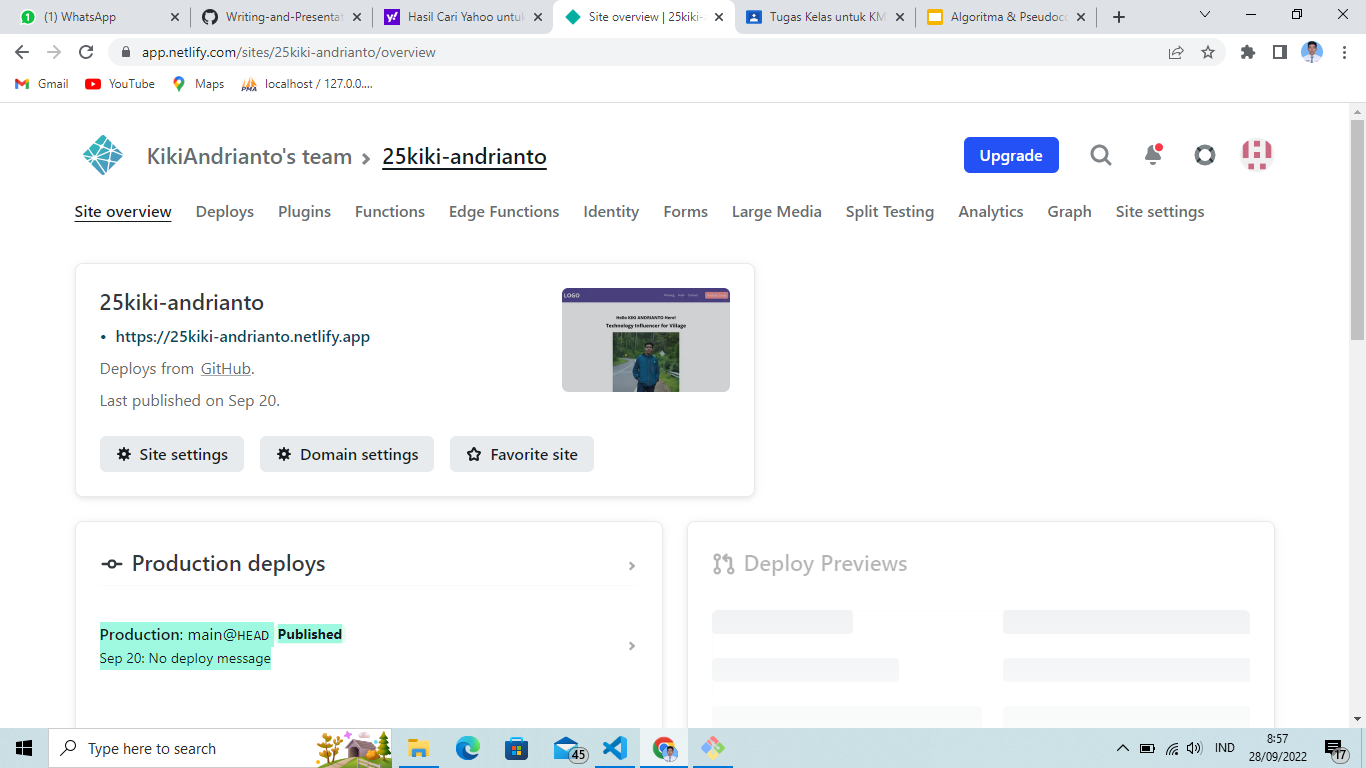 (1) WhatsApp
Writing-and-Presentat
Hasil Cari Yahoo untuk
Site overview | 25kiki-
Tugas Kelas untuk KM
Algoritma & Pseudoco
app.netlify.com/sites/25kiki-andrianto/overview
Gmail YouTube Maps localhost / 127.0.0....
KikiAndrianto's team > 25kiki-andrianto
Upgrade
Site overview Deploys Plugins Functions Edge Functions Identity Forms Large Media Split Testing Analytics Graph Site settings
25kiki-andrianto
• https://25kiki-andrianto.netlify.app
Deploys from GitHub.
Last published on Sep 20.
LOGO
Hello KIKI ANDRIANTO Here!
Technology Influencer for Village
Site settings Domain settings Favorite site
Production deploys
Production: main@HEAD Published
Sep 20: No deploy message
Deploy Previews
Type here to search
45
IND
8:57
28/09/2022
17